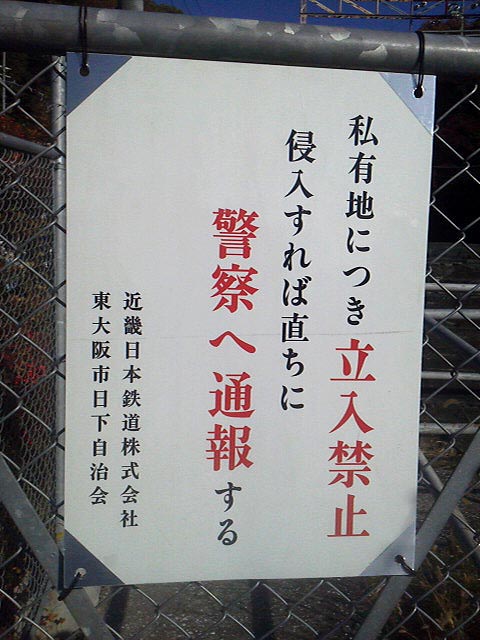 私有地につき立入禁止
侵入すれば直ちに
警察へ通報する
近畿日本鉄道株式会社
東大阪市日下自治会